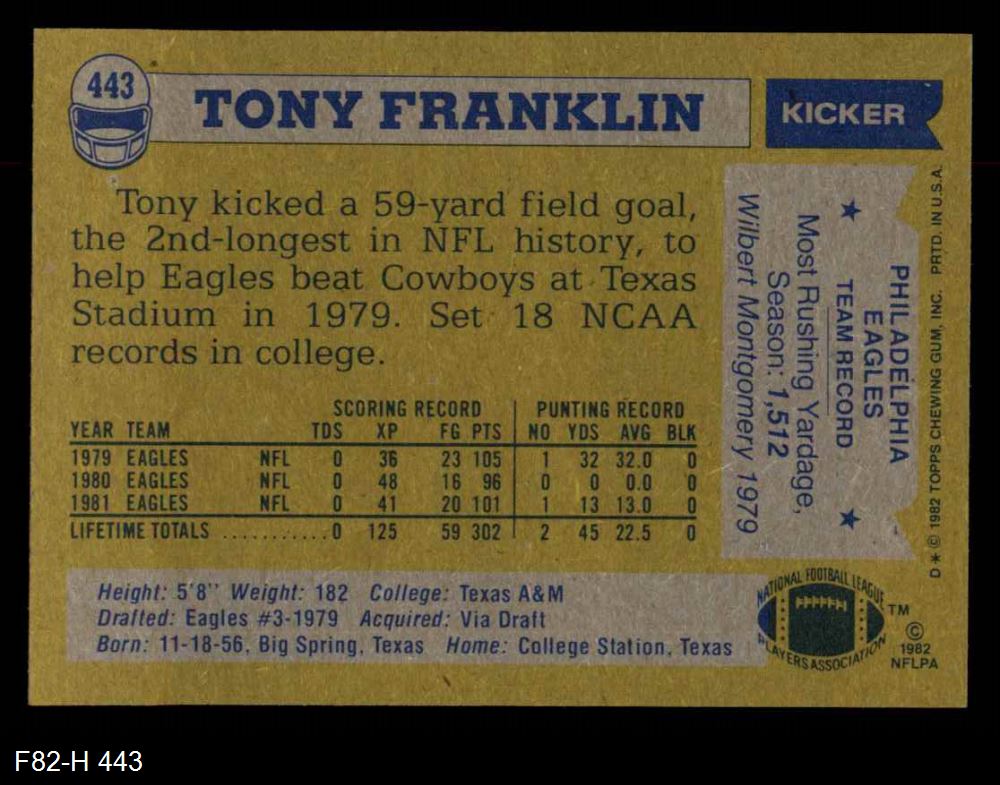 443
TONY FRANKLIN
KICKER
Tony kicked a 59-yard field goal,
the 2nd-longest in NFL history, to
help Eagles beat Cowboys at Texas
Stadium in 1979. Set 18 NCAA
records in college.
SCORING RECORD PUNTING RECORD
YEAR TEAM TDS XP FG PTS NO YDS AVG BLK
1979 EAGLES NFL 0 36 23 105 1 32 32.0 0
1980 EAGLES NFL 0 48 16 96 0 0 0.0 0
1981 EAGLES NFL 0 41 20 101 1 13 13.0 0
LIFETIME TOTALS ............0 125 59 302 2 45 22.5 0
Height: 5'8'' Weight: 182 College: Texas A&M
Drafted: Eagles #3-1979 Acquired: Via Draft
Born: 11-18-56, Big Spring, Texas Home: College Station, Texas
PHILADELPHIA
EAGLES
★ TEAM RECORD ★
Most Rushing Yardage,
Season: 1,512
Wilbert Montgomery 1979
D * © 1982 TOPPS CHEWING GUM, INC. PRTD. IN U.S.A.
NATIONAL FOOTBALL LEAGUE
PLAYERS ASSOCIATION
TM
©
1982
NFLPA
F82-H 443